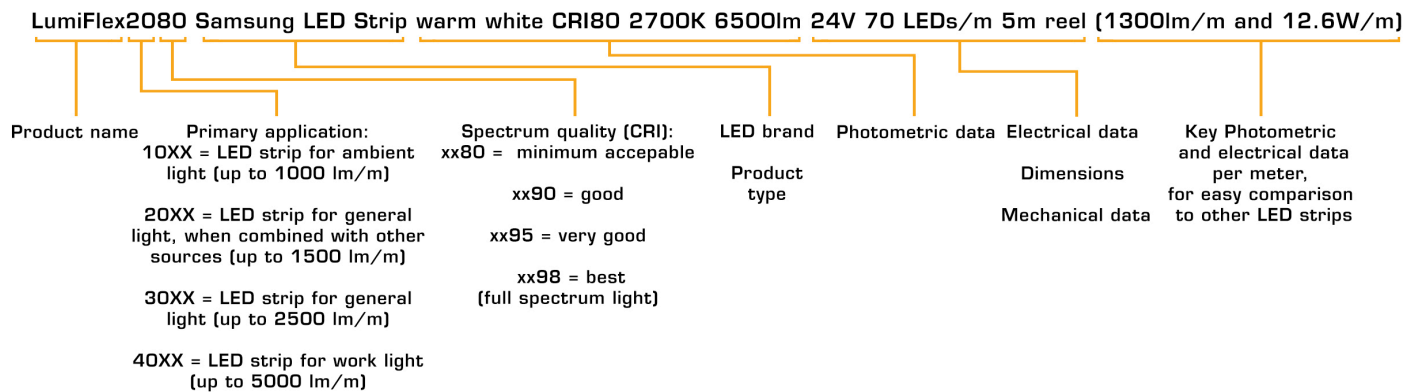 LumiFlex2080 Samsung LED Strip warm white CRI80 2700K 6500lm 24V 70 LEDs/m 5m reel (1300lm/m and 12.6W/m)
Product name
Primary application:
10XX = LED strip for ambient
light (up to 1000 lm/m)
20XX = LED strip for general
light, when combined with other
sources (up to 1500 lm/m)
30XX = LED strip for general
light (up to 2500 lm/m)
40XX = LED strip for work light
(up to 5000 lm/m)
Spectrum quality (CRI):
xx80 = minimum accepable
xx90 = good
xx95 = very good
xx98 = best
(full spectrum light)
LED brand
Product
type
Photometric data
Electrical data
Dimensions
Mechanical data
Key Photometric
and electrical data
per meter,
for easy comparison
to other LED strips